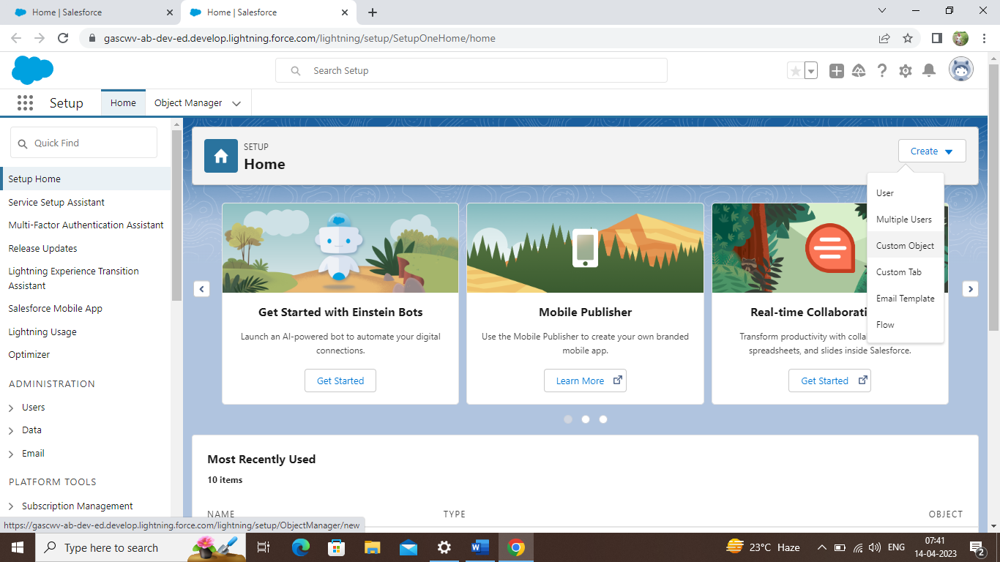 Home | Salesforce
Home | Salesforce
gascwv-ab-dev-ed.develop.lightning.force.com/lightning/setup/SetupOneHome/home
Search Setup
Setup
Home
Object Manager
Quick Find
Setup Home
Service Setup Assistant
Multi-Factor Authentication Assistant
Release Updates
Lightning Experience Transition
Assistant
Salesforce Mobile App
Lightning Usage
Optimizer
ADMINISTRATION
Users
Data
Email
PLATFORM TOOLS
Subscription Management
SETUP
Home
Create
User
Multiple Users
Custom Object
Custom Tab
Email Template
Flow
Get Started with Einstein Bots
Launch an AI-powered bot to automate your digital
connections.
Get Started
Mobile Publisher
Use the Mobile Publisher to create your own branded
mobile app.
Learn More
Real-time Collaborati
Transform productivity with colla
spreadsheets, and slides inside Salesforce.
Get Started
Most Recently Used
10 items
NAME
TYPE
OBJECT
https://gascwv-ab-dev-ed.develop.lightning.force.com/lightning/setup/ObjectManager/new
Type here to search
23°C Haze
ENG
07:41
14-04-2023
2